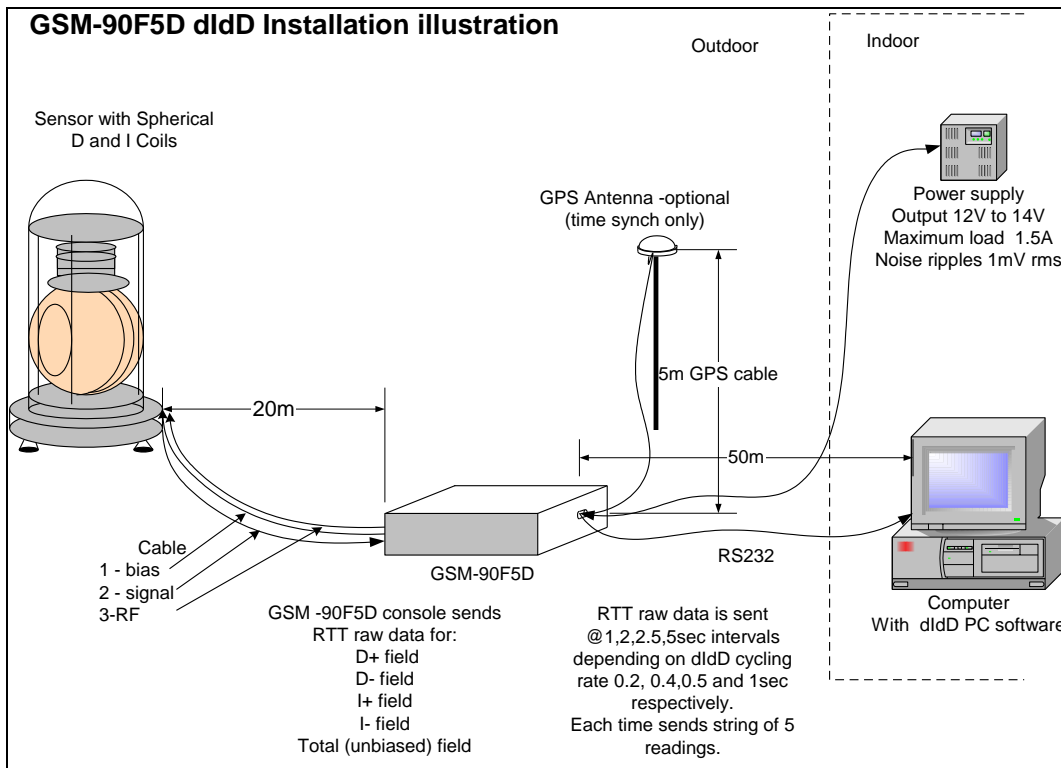 GSM-90F5D dIdD Installation illustration
Outdoor
Indoor
Sensor with Spherical
D and I Coils
GPS Antenna -optional
(time synch only)
Power supply
Output 12V to 14V
Maximum load 1.5A
Noise ripples 1mV rms
5m GPS cable
20m
50m
Cable
1 - bias
2 - signal
3-RF
GSM-90F5D
RS232
Computer
With dIdD PC software
GSM -90F5D console sends
RTT raw data for:
D+ field
D- field
I+ field
I- field
Total (unbiased) field
RTT raw data is sent
@1,2,2.5,5sec intervals
depending on dIdD cycling
rate 0.2, 0.4,0.5 and 1sec
respectively.
Each time sends string of 5
readings.